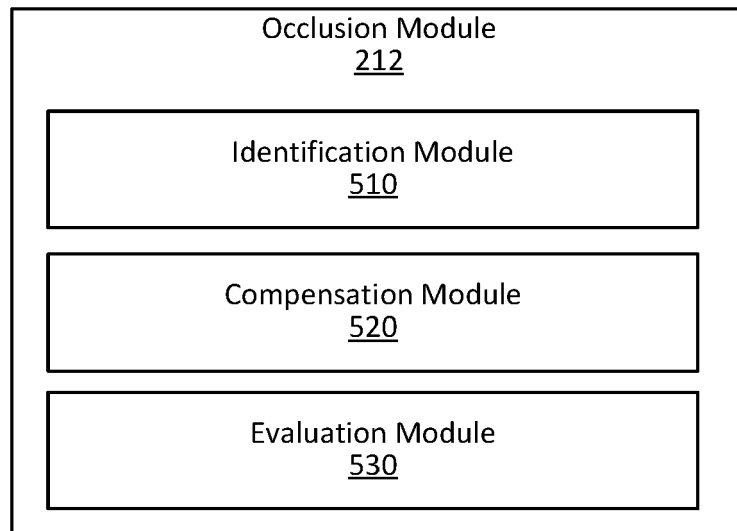 Occlusion Module
212
Identification Module
510
Compensation Module
520
Evaluation Module
530